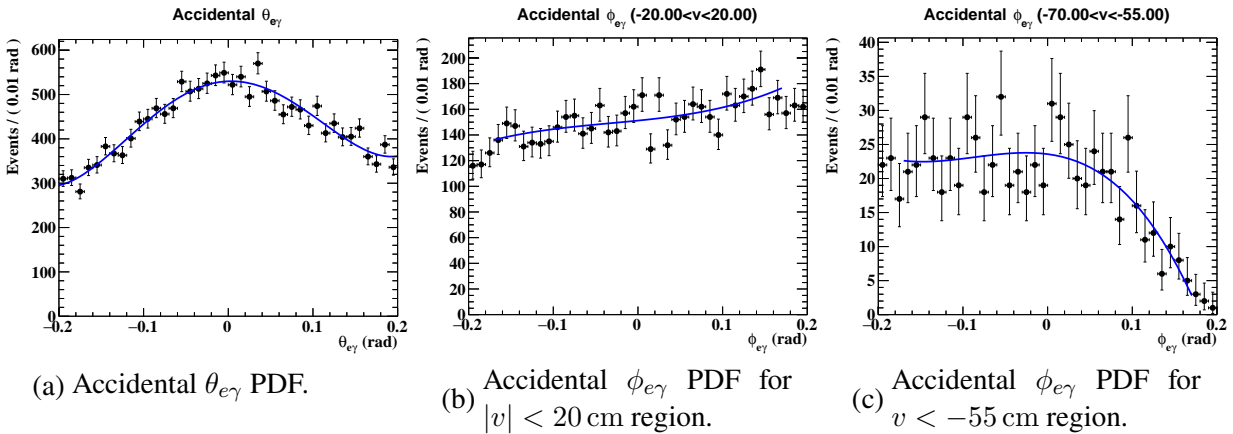 Accidental θeγ
Events / ( 0.01 rad )
600
500
400
300
200
100
0
−0.2 −0.1 0 0.1 0.2
θeγ (rad)
(a) Accidental θeγ PDF.
Accidental ϕeγ (-20.00<v<20.00)
Events / ( 0.01 rad )
200
180
160
140
120
100
80
60
40
20
0
−0.2 −0.1 0 0.1 0.2
ϕeγ (rad)
(b) Accidental ϕeγ PDF for
|v| < 20 cm region.
Accidental ϕeγ (-70.00<v<-55.00)
Events / ( 0.01 rad )
40
35
30
25
20
15
10
5
0
−0.2 −0.1 0 0.1 0.2
ϕeγ (rad)
(c) Accidental ϕeγ PDF for
v < −55 cm region.